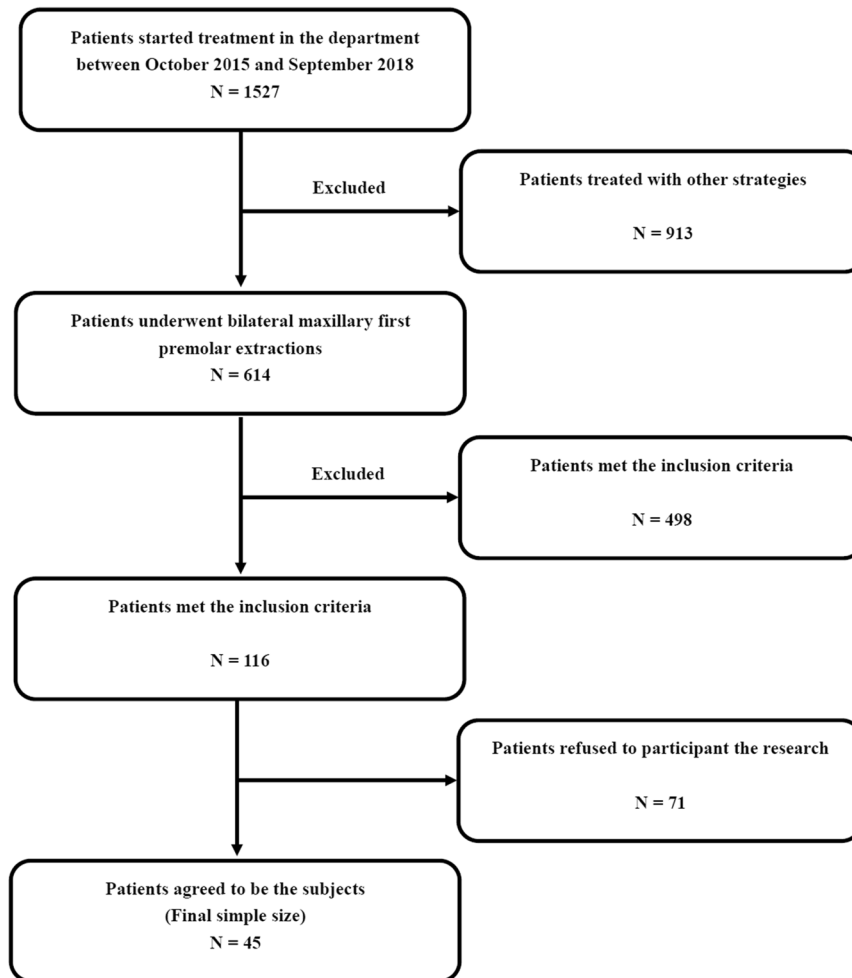 Patients started treatment in the department
between October 2015 and September 2018
N = 1527
Excluded
Patients treated with other strategies
N = 913
Patients underwent bilateral maxillary first
premolar extractions
N = 614
Excluded
Patients met the inclusion criteria
N = 498
Patients met the inclusion criteria
N = 116
Patients refused to participant the research
N = 71
Patients agreed to be the subjects
(Final simple size)
N = 45